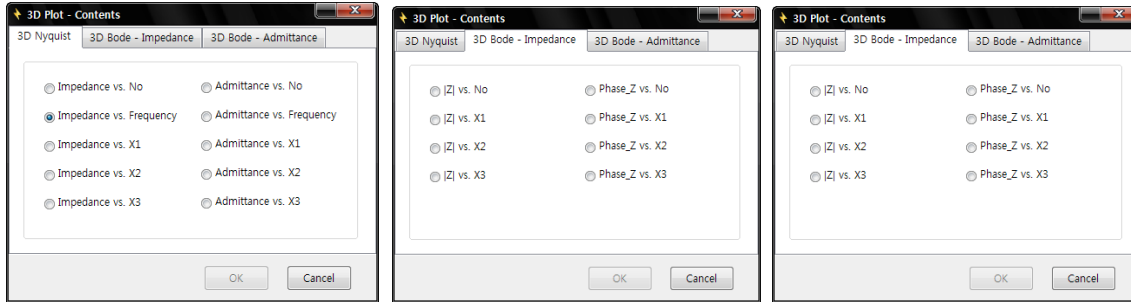 3D Plot - Contents
3D Nyquist 3D Bode - Impedance 3D Bode - Admittance
Impedance vs. No Admittance vs. No
Impedance vs. Frequency Admittance vs. Frequency
Impedance vs. X1 Admittance vs. X1
Impedance vs. X2 Admittance vs. X2
Impedance vs. X3 Admittance vs. X3
OK Cancel
3D Plot - Contents
3D Nyquist 3D Bode - Impedance 3D Bode - Admittance
|Z| vs. No Phase_Z vs. No
|Z| vs. X1 Phase_Z vs. X1
|Z| vs. X2 Phase_Z vs. X2
|Z| vs. X3 Phase_Z vs. X3
OK Cancel
3D Plot - Contents
3D Nyquist 3D Bode - Impedance 3D Bode - Admittance
|Z| vs. No Phase_Z vs. No
|Z| vs. X1 Phase_Z vs. X1
|Z| vs. X2 Phase_Z vs. X2
|Z| vs. X3 Phase_Z vs. X3
OK Cancel